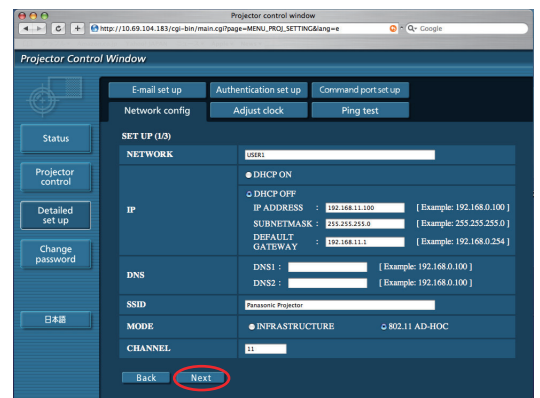 Projector control window
http://10.69.104.183/cgi-bin/main.cgi?page=MENU_PROJ_SETTING&lang=e
Google
Projector Control Window
E-mail set up Authentication set up Command port set up
Network config Adjust clock Ping test
Status
Projector control
Detailed set up
Change password
日本語
SET UP (1/3)
NETWORK USER1
IP
DHCP ON
DHCP OFF
IP ADDRESS : 192.168.11.100 [ Example: 192.168.0.100 ]
SUBNETMASK : 255.255.255.0 [ Example: 255.255.255.0 ]
DEFAULT GATEWAY : 192.168.11.1 [ Example: 192.168.0.254 ]
DNS
DNS1 : [ Example: 192.168.0.100 ]
DNS2 : [ Example: 192.168.0.100 ]
SSID Panasonic Projector
MODE INFRASTRUCTURE 802.11 AD-HOC
CHANNEL 11
Back Next